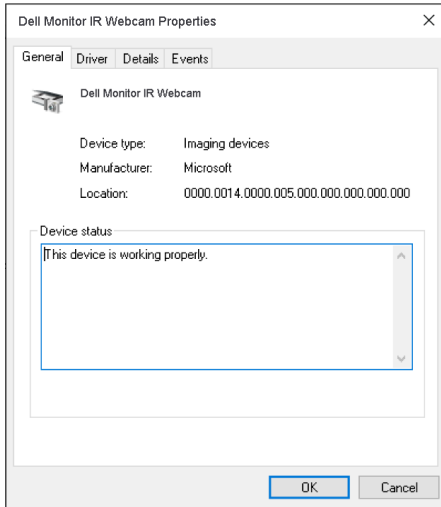 Dell Monitor IR Webcam Properties
General Driver Details Events
Dell Monitor IR Webcam
Device type: Imaging devices
Manufacturer: Microsoft
Location: 0000.0014.0000.005.000.000.000.000.000
Device status
This device is working properly.
OK Cancel